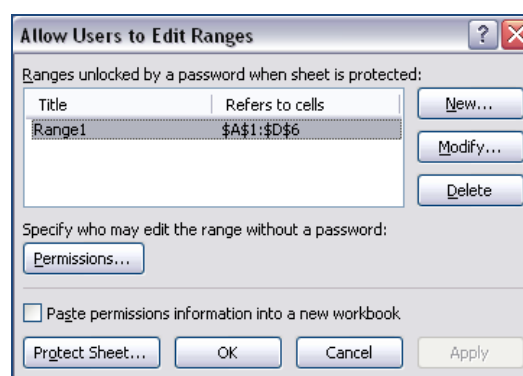 Allow Users to Edit Ranges
Ranges unlocked by a password when sheet is protected:
Title Refers to cells New...
Range1 $A$1:$D$6
Modify...
Delete
Specify who may edit the range without a password:
Permissions...
Paste permissions information into a new workbook
Protect Sheet... OK Cancel Apply